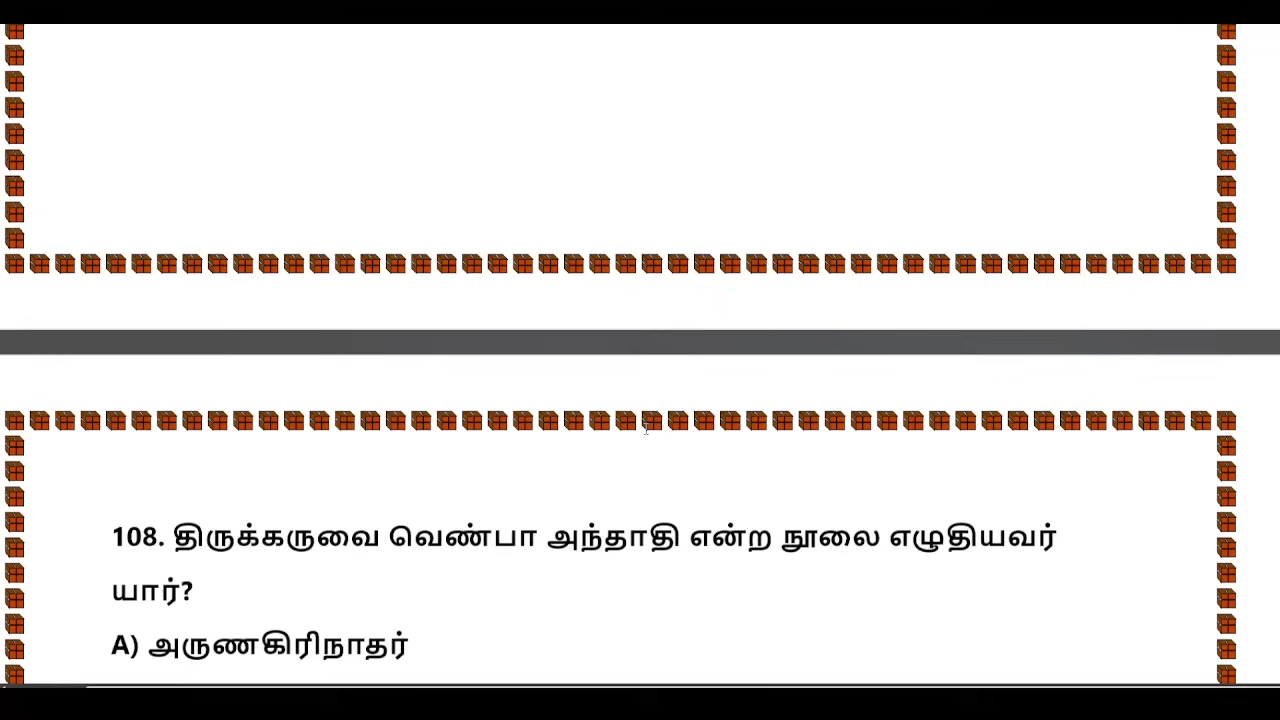 108. திருக்கருவை வெண்பா அந்தாதி என்ற நூலை எழுதியவர்
யார்?
A) அருணகிரிநாதர்